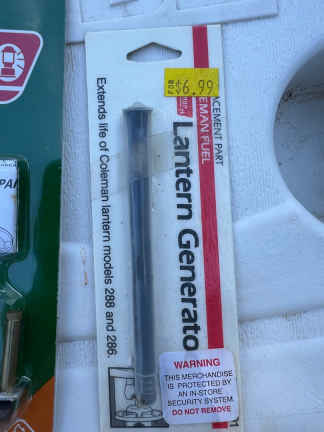 $6.99
CEMENT PART
EMAN FUEL
Lantern Generato
Extends life of Coleman lantern models 288 and 286.
WARNING
THIS MERCHANDISE
IS PROTECTED BY
AN IN-STORE
SECURITY SYSTEM
DO NOT REMOVE